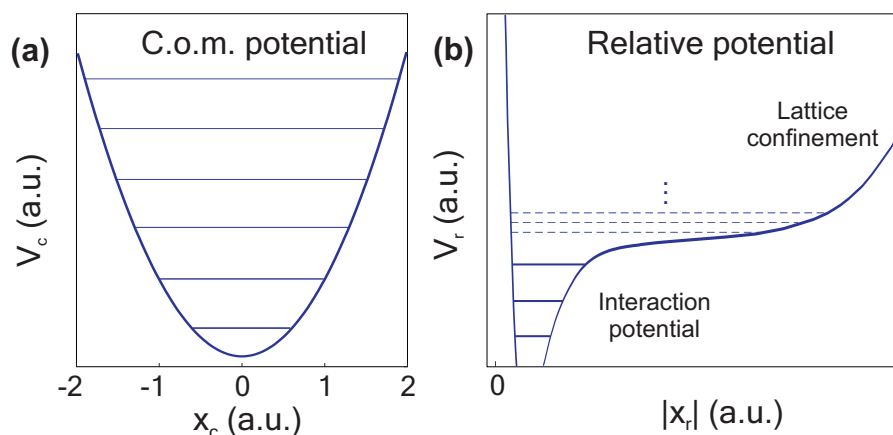 (a)
C.o.m. potential
V_c (a.u.)
-2 -1 0 1 2
x_c (a.u.)
(b)
Relative potential
Lattice
confinement
Interaction
potential
V_r (a.u.)
0
|x_r| (a.u.)